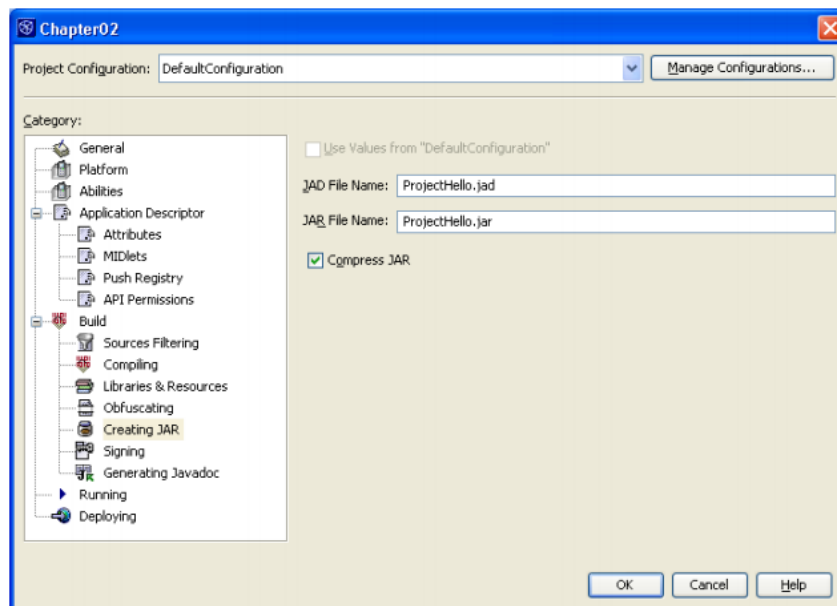 Chapter02
Project Configuration: DefaultConfiguration Manage Configurations...
Category:
General
Platform
Abilities
Application Descriptor
Attributes
MIDlets
Push Registry
API Permissions
Build
Sources Filtering
Compiling
Libraries & Resources
Obfuscating
Creating JAR
Signing
Generating Javadoc
Running
Deploying
Use Values from "DefaultConfiguration"
JAD File Name: ProjectHello.jad
JAR File Name: ProjectHello.jar
Compress JAR
OK Cancel Help